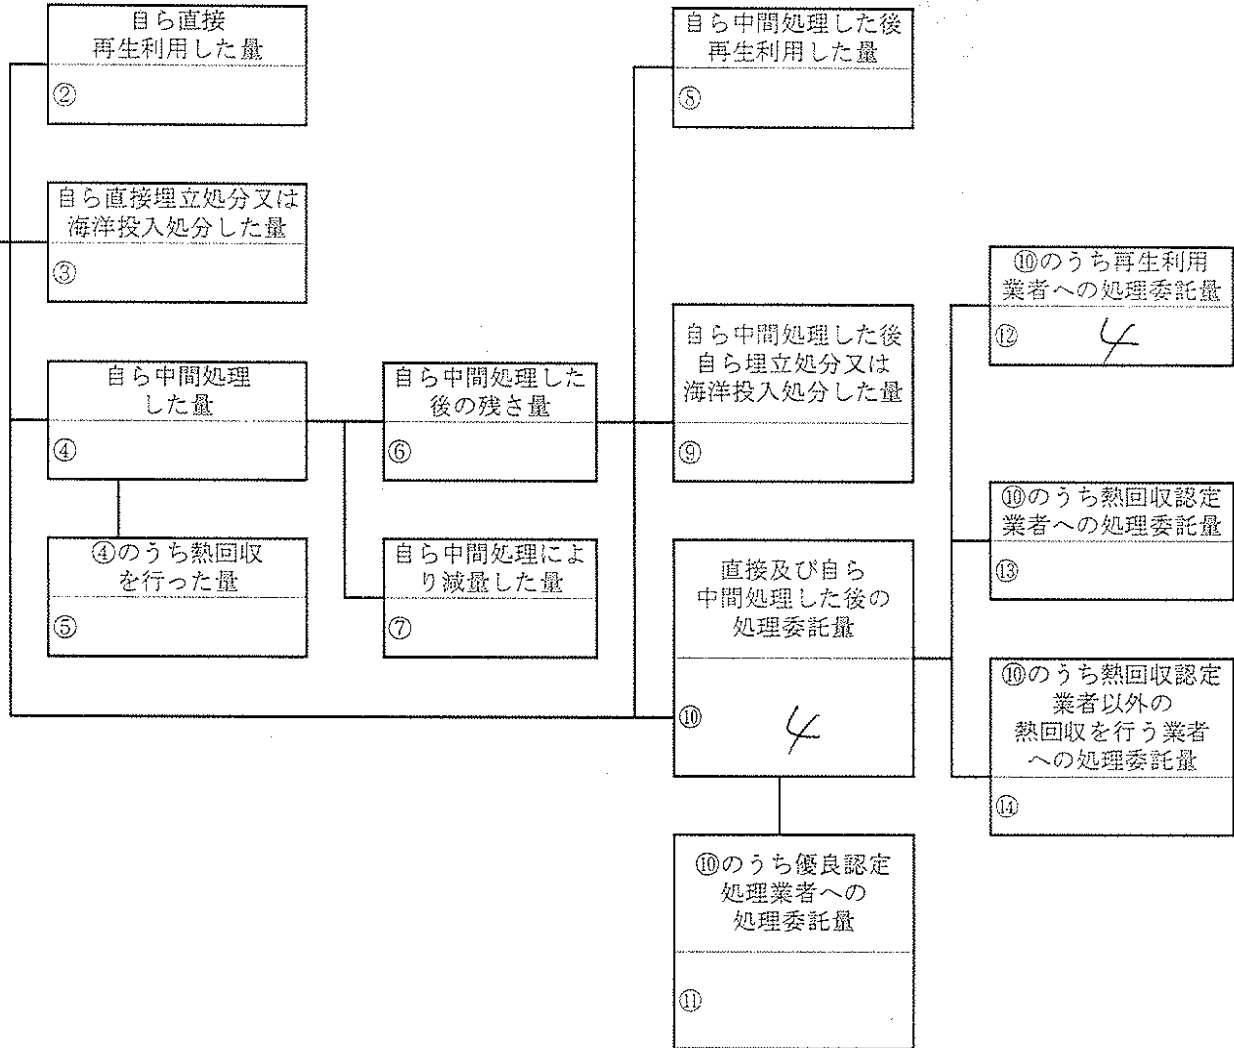 自ら直接
再生利用した量
②
自ら直接埋立処分又は
海洋投入処分した量
③
自ら中間処理
した量
④
④のうち熱回収
を行った量
⑤
自ら中間処理した
後の残さ量
⑥
自ら中間処理によ
り減量した量
⑦
自ら中間処理した後
再生利用した量
⑧
自ら中間処理した後
自ら埋立処分又は
海洋投入処分した量
⑨
直接及び自ら
中間処理した後の
処理委託量
⑩ 4
⑩のうち優良認定
処理業者への
処理委託量
⑪
⑩のうち再生利用
業者への処理委託量
⑫ 4
⑩のうち熱回収認定
業者への処理委託量
⑬
⑩のうち熱回収認定
業者以外の
熱回収を行う業者
への処理委託量
⑭